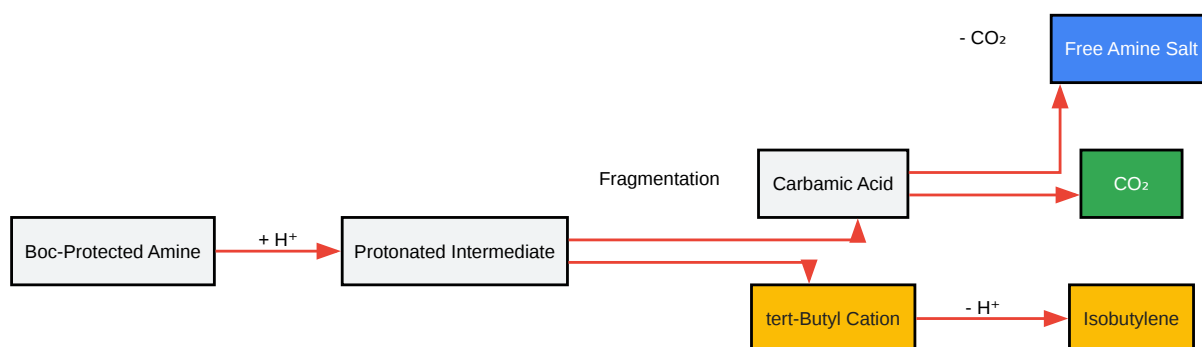 - CO₂
Free Amine Salt
Fragmentation
Carbamic Acid
CO₂
Boc-Protected Amine
+ H⁺
Protonated Intermediate
tert-Butyl Cation
- H⁺
Isobutylene